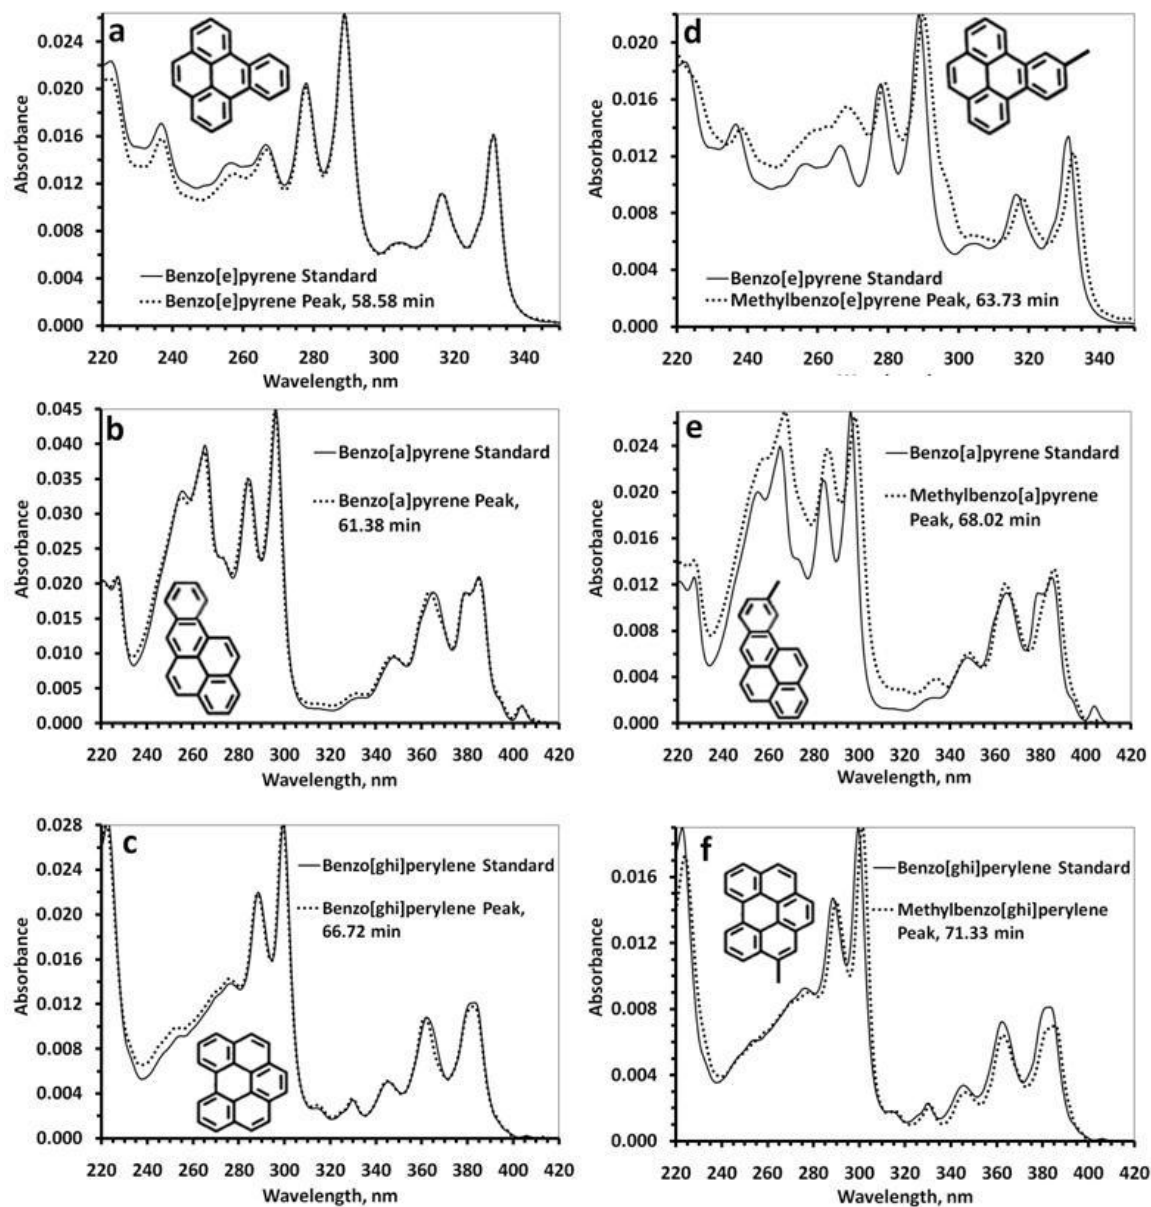 a
0.024
0.020
0.016
0.012
0.008
0.004
0.000
Absorbance
Benzo[e]pyrene Standard
Benzo[e]pyrene Peak, 58.58 min
220 240 260 280 300 320 340
Wavelength, nm
d
0.020
0.016
0.012
0.008
0.004
0.000
Absorbance
Benzo[e]pyrene Standard
Methylbenzo[e]pyrene Peak, 63.73 min
220 240 260 280 300 320 340
b
0.045
0.040
0.035
0.030
0.025
0.020
0.015
0.010
0.005
0.000
Absorbance
Benzo[a]pyrene Standard
Benzo[a]pyrene Peak,
61.38 min
220 240 260 280 300 320 340 360 380 400 420
Wavelength, nm
e
0.024
0.020
0.016
0.012
0.008
0.004
0.000
Absorbance
Benzo[a]pyrene Standard
Methylbenzo[a]pyrene
Peak, 68.02 min
220 240 260 280 300 320 340 360 380 400 420
Wavelength, nm
c
0.028
0.024
0.020
0.016
0.012
0.008
0.004
0.000
Absorbance
Benzo[ghi]perylene Standard
Benzo[ghi]perylene Peak,
66.72 min
220 240 260 280 300 320 340 360 380 400 420
Wavelength, nm
f
0.016
0.012
0.008
0.004
0.000
Absorbance
Benzo[ghi]perylene Standard
Methylbenzo[ghi]perylene
Peak, 71.33 min
220 240 260 280 300 320 340 360 380 400 420
Wavelength, nm